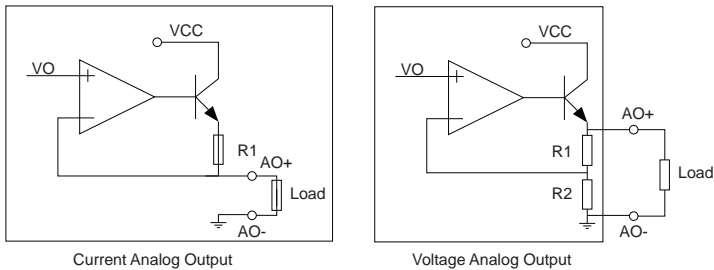 VCC
VO
R1
AO+
Load
AO-
Current Analog Output
VCC
VO
AO+
R1
Load
R2
AO-
Voltage Analog Output